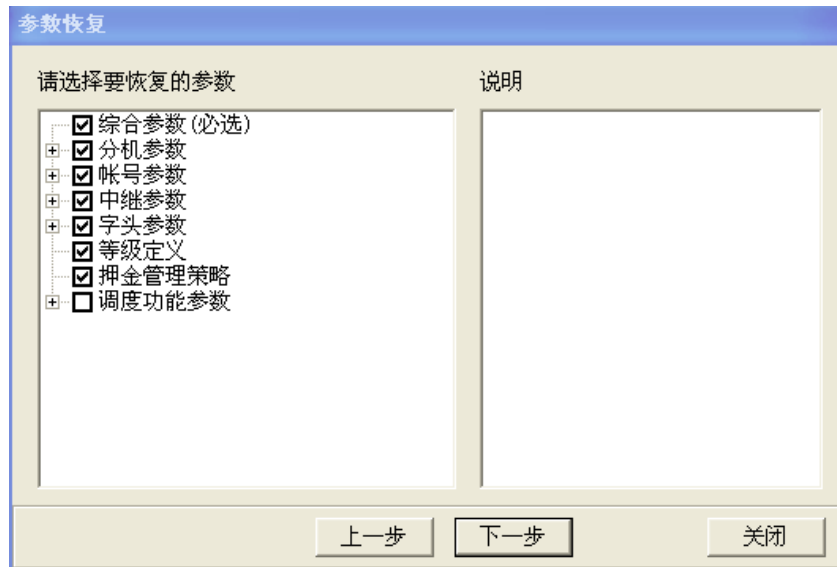 参数恢复
请选择要恢复的参数
说明
综合参数(必选)
分机参数
帐号参数
中继参数
字头参数
等级定义
押金管理策略
调度功能参数
上一步
下一步
关闭